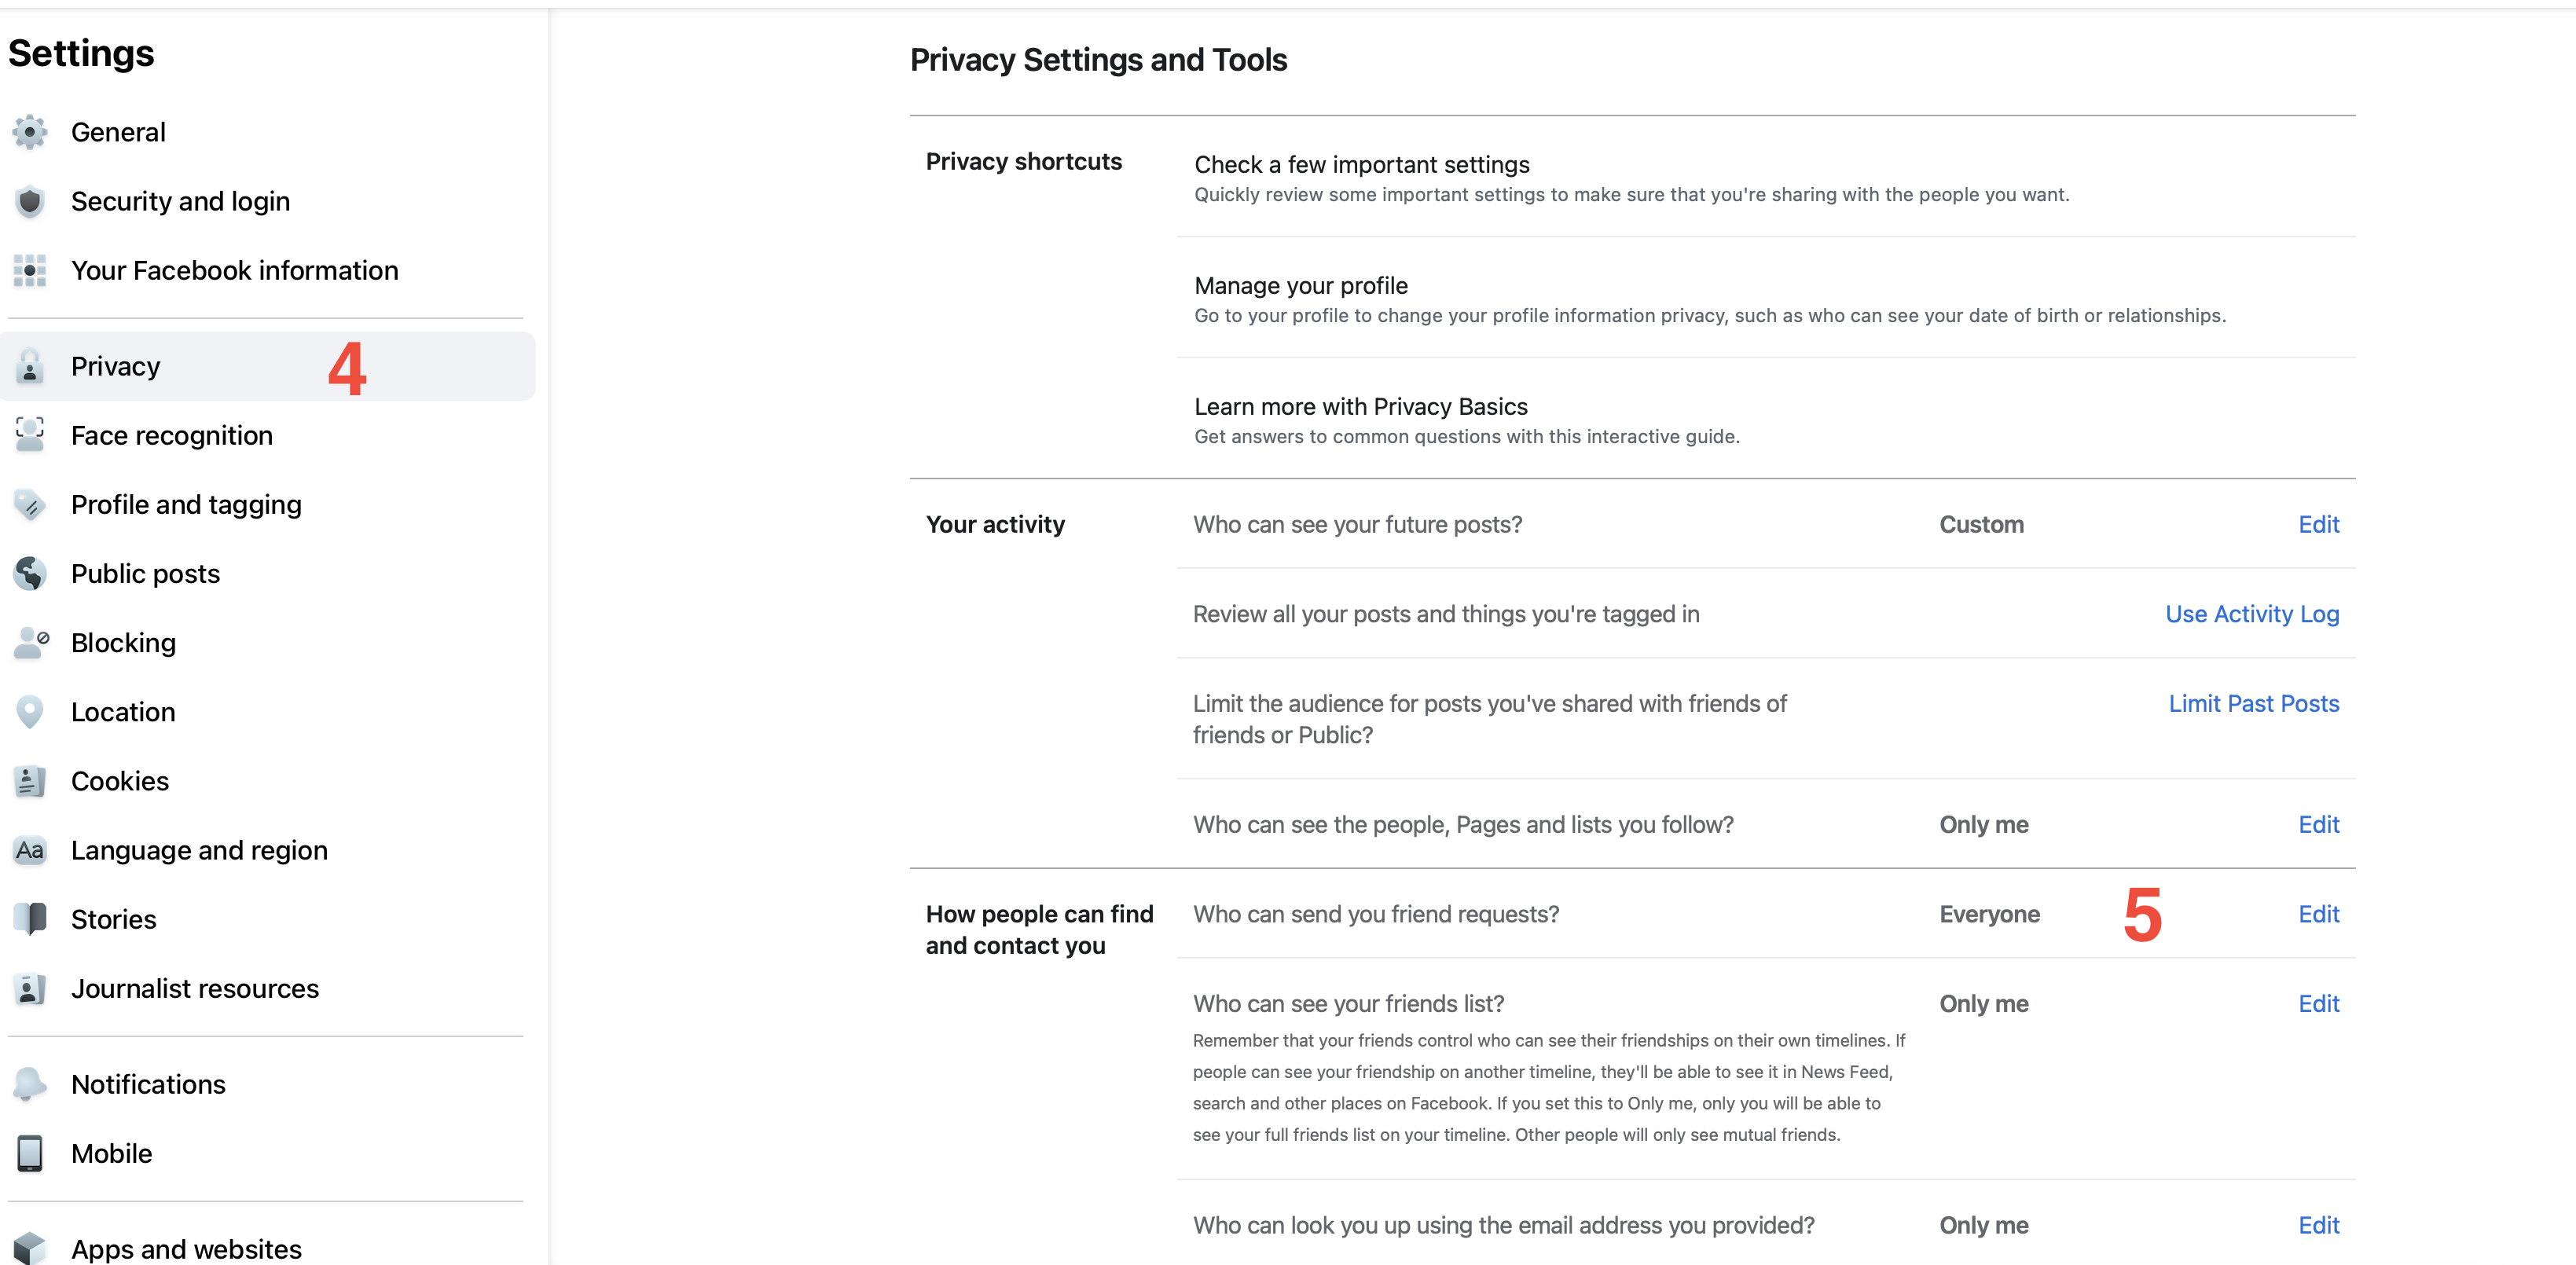 Settings
General
Security and login
Your Facebook information
Privacy 4
Face recognition
Profile and tagging
Public posts
Blocking
Location
Cookies
Aa Language and region
Stories
Journalist resources
Notifications
Mobile
Apps and websites
Privacy Settings and Tools
Privacy shortcuts
Check a few important settings
Quickly review some important settings to make sure that you're sharing with the people you want.
Manage your profile
Go to your profile to change your profile information privacy, such as who can see your date of birth or relationships.
Learn more with Privacy Basics
Get answers to common questions with this interactive guide.
Your activity
Who can see your future posts? Custom Edit
Review all your posts and things you're tagged in Use Activity Log
Limit the audience for posts you've shared with friends of Limit Past Posts
friends or Public?
Who can see the people, Pages and lists you follow? Only me Edit
How people can find
and contact you
Who can send you friend requests? Everyone 5 Edit
Who can see your friends list? Only me Edit
Remember that your friends control who can see their friendships on their own timelines. If
people can see your friendship on another timeline, they'll be able to see it in News Feed,
search and other places on Facebook. If you set this to Only me, only you will be able to
see your full friends list on your timeline. Other people will only see mutual friends.
Who can look you up using the email address you provided? Only me Edit